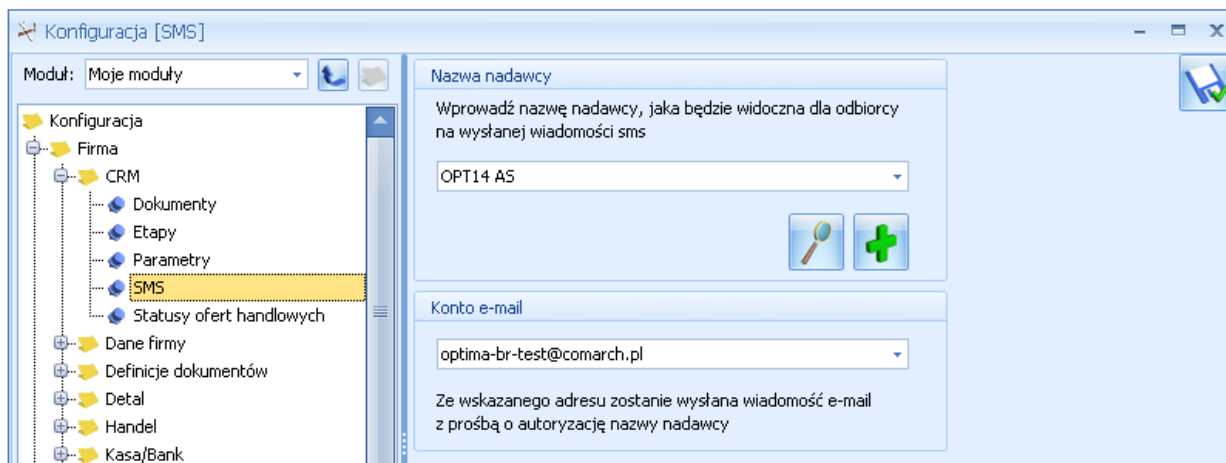 Konfiguracja [SMS]
Moduł: Moje moduły
Konfiguracja
Firma
CRM
Dokumenty
Etapy
Parametry
SMS
Statusy ofert handlowych
Dane firmy
Definicje dokumentów
Detal
Handel
Kasa/Bank
Nazwa nadawcy
Wprowadź nazwę nadawcy, jaka będzie widoczna dla odbiorcy
na wysłanej wiadomości sms
OPT14 AS
Konto e-mail
optima-br-test@comarch.pl
Ze wskazanego adresu zostanie wysłana wiadomość e-mail
z prośbą o autoryzację nazwy nadawcy